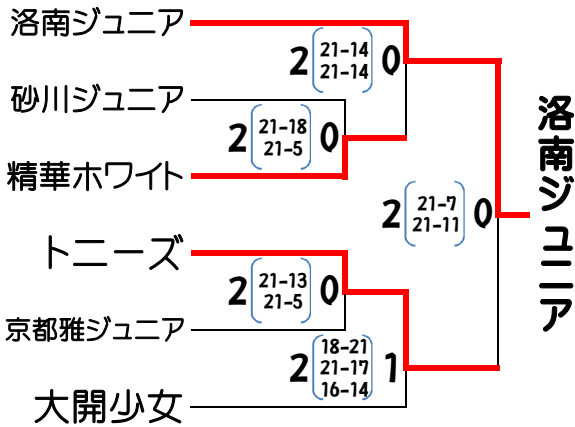 洛南ジュニア
2 21-14 0
21-14
砂川ジュニア
2 21-18 0
21-5
精華ホワイト
2 21-7 0
21-11
洛南ジュニア
トニーズ
2 21-13 0
21-5
京都雅ジュニア
18-21
2 21-17 1
16-14
大開少女